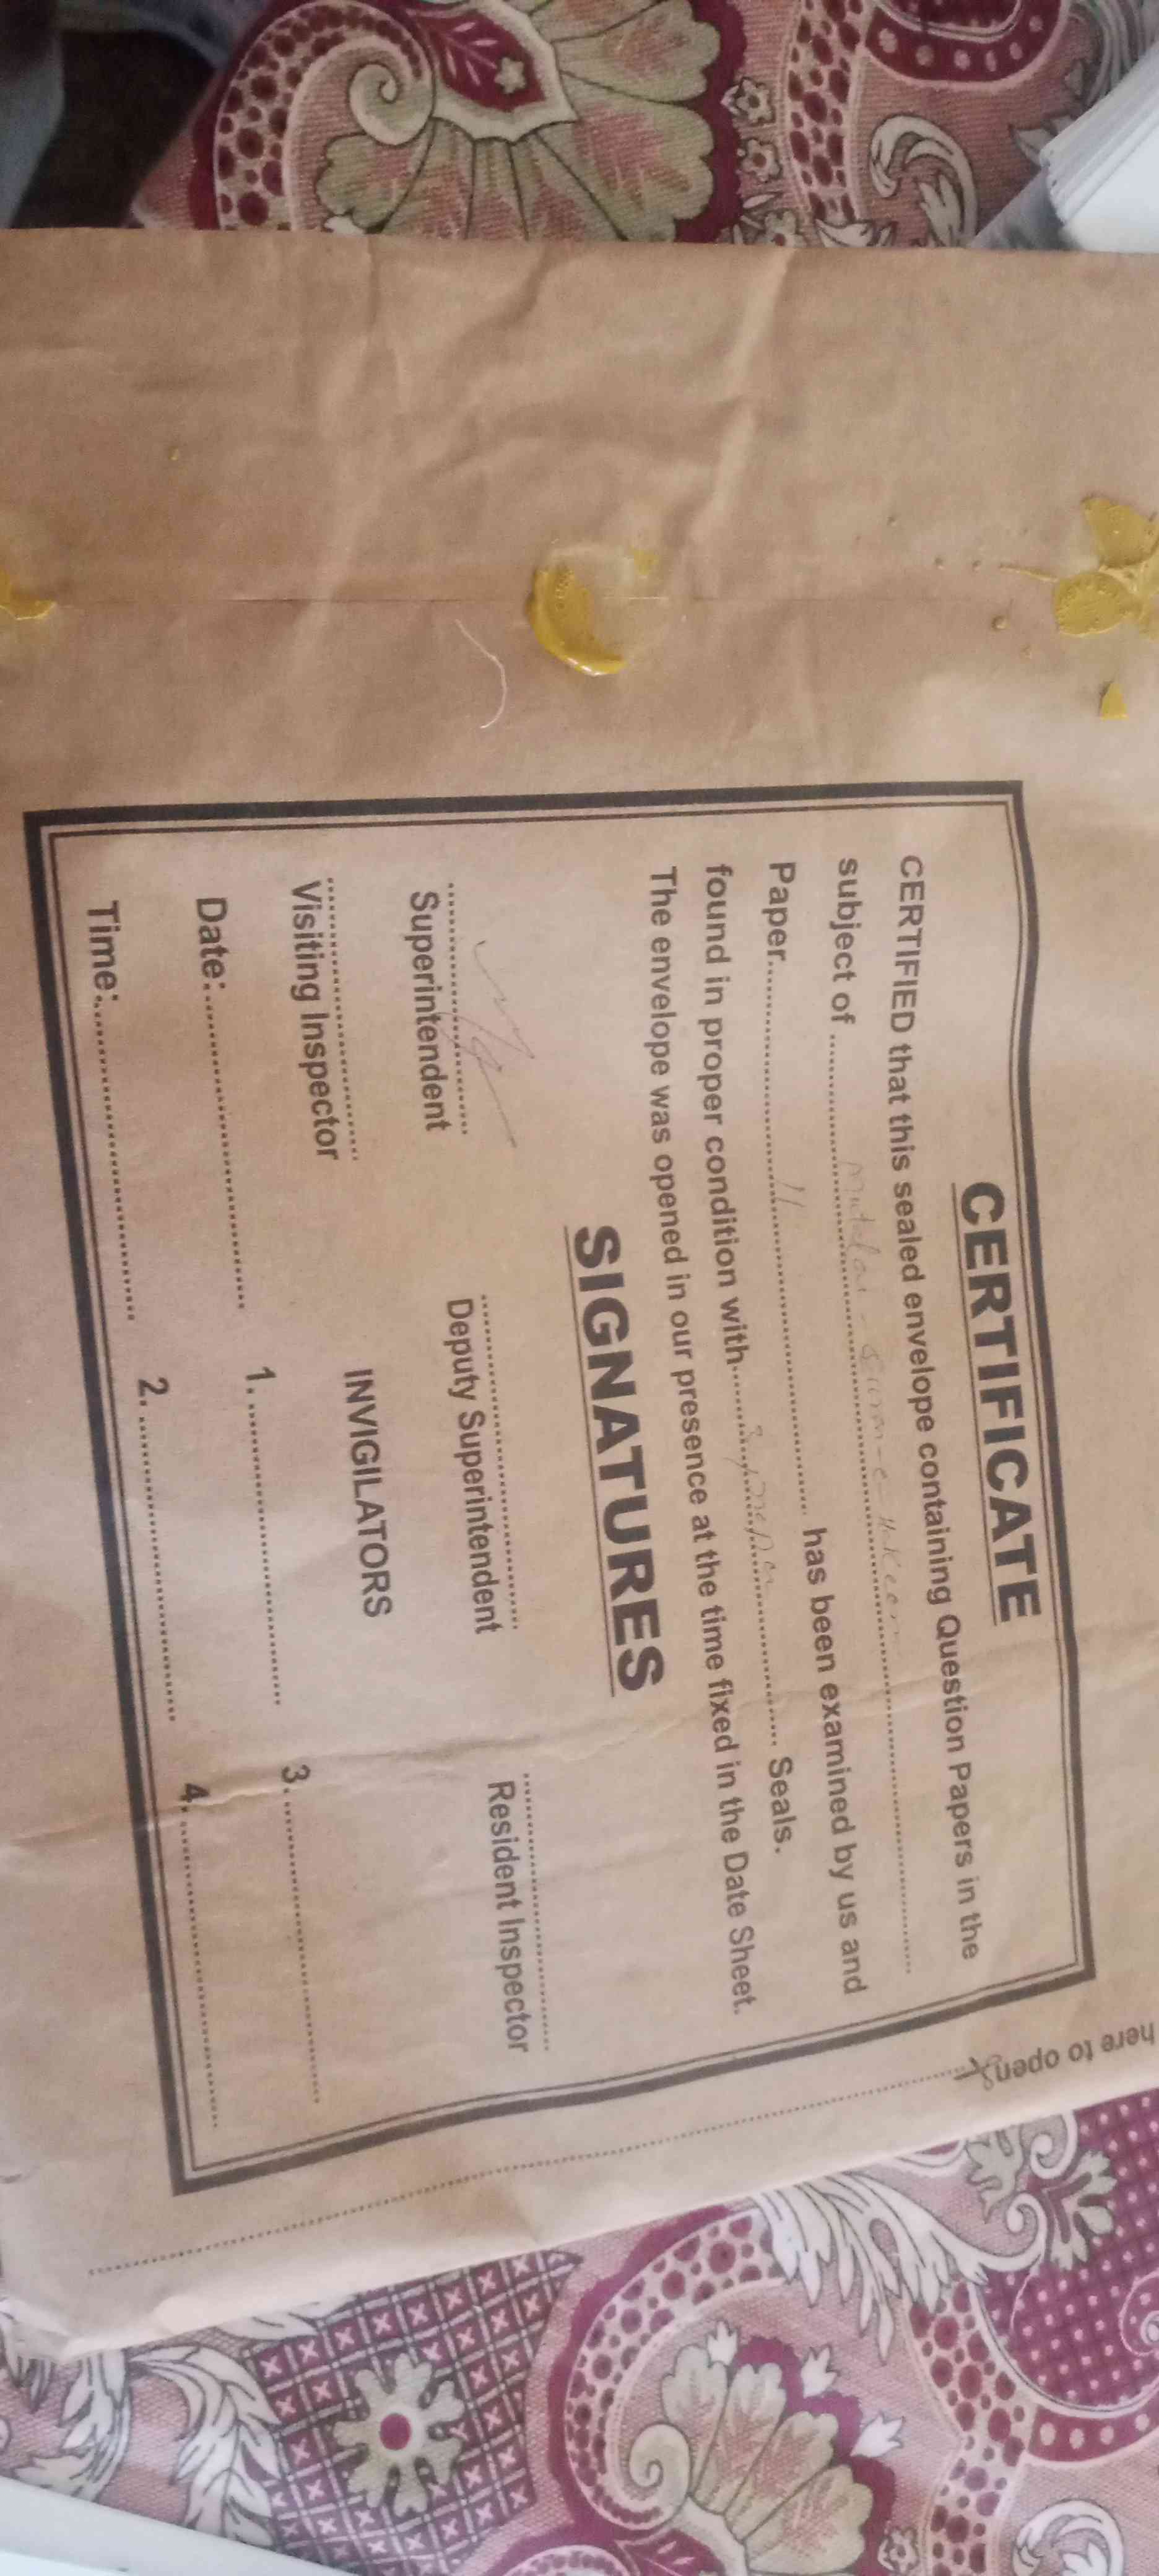 CERTIFICATE
CERTIFIED that this sealed envelope containing Question Papers in the
subject of ..............................
Paper........11........ has been examined by us and
found in proper condition with.................... Seals.
The envelope was opened in our presence at the time fixed in the Date Sheet.
SIGNATURES
Superintendent Deputy Superintendent Resident Inspector
Visiting Inspector INVIGILATORS
Date:.............................. 1............................... 3...............................
Time:.............................. 2............................... 4...............................
here to open